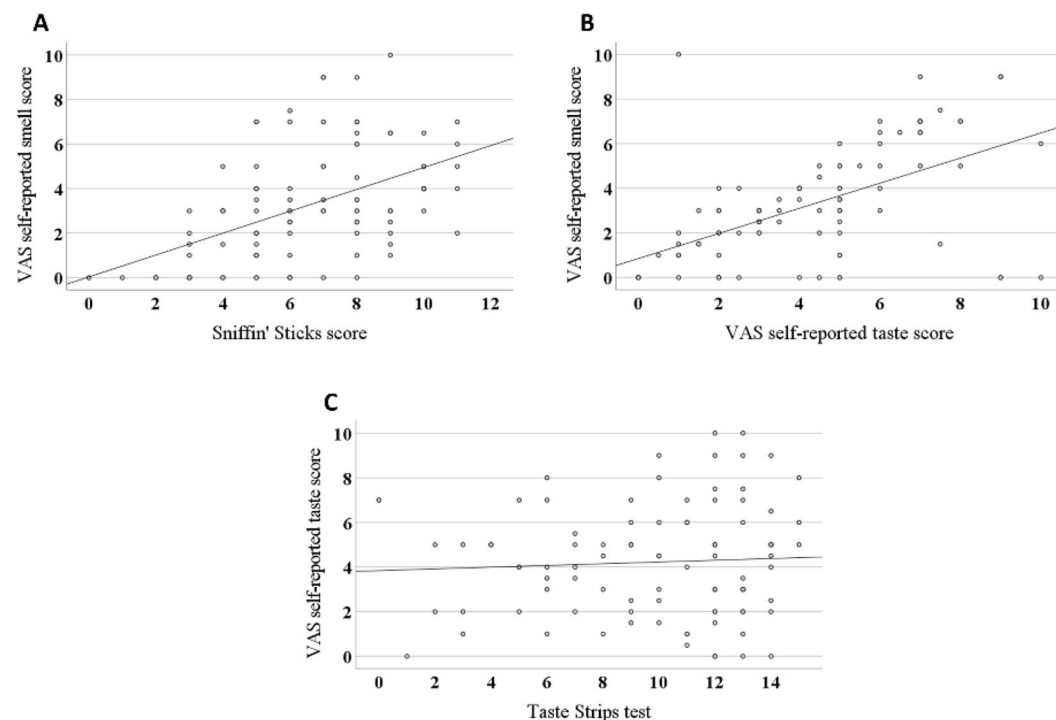 A
VAS self-reported smell score
10
8
6
4
2
0
0 2 4 6 8 10 12
Sniffin' Sticks score
B
VAS self-reported smell score
10
8
6
4
2
0
0 2 4 6 8 10
VAS self-reported taste score
C
VAS self-reported taste score
10
8
6
4
2
0
0 2 4 6 8 10 12 14
Taste Strips test